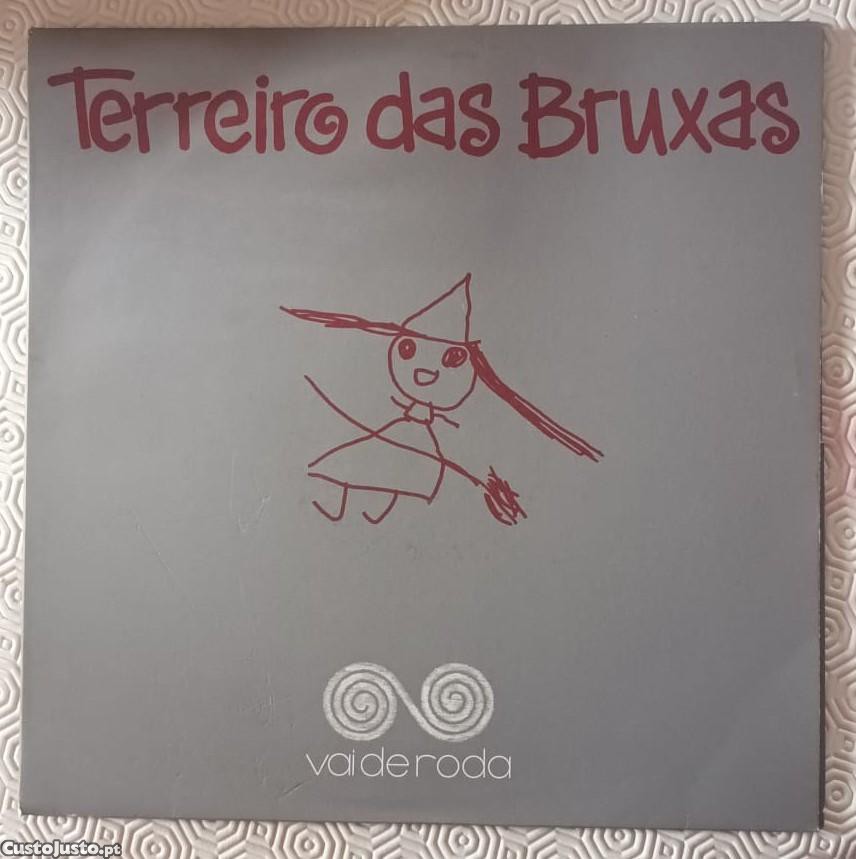 Terreiro das Bruxas
vai de roda
CustoJusto.pt